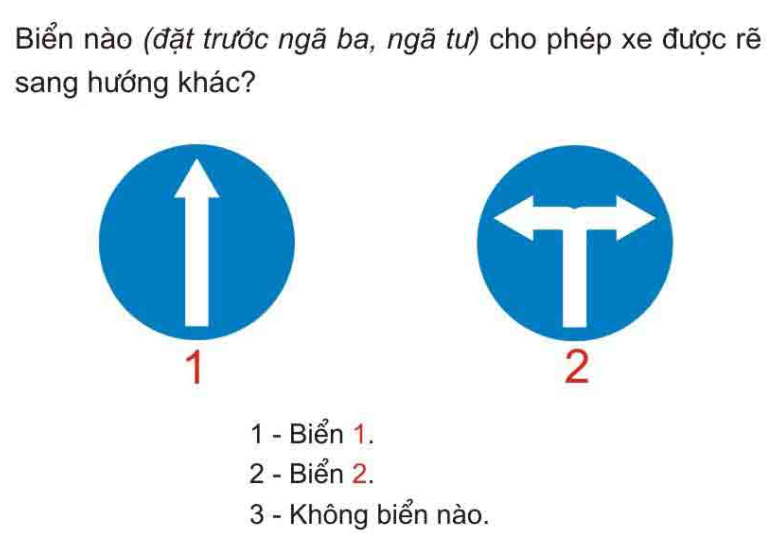 Biển nào (đặt trước ngã ba, ngã tư) cho phép xe được rẽ
sang hướng khác?
1
2
1 - Biển 1.
2 - Biển 2.
3 - Không biển nào.